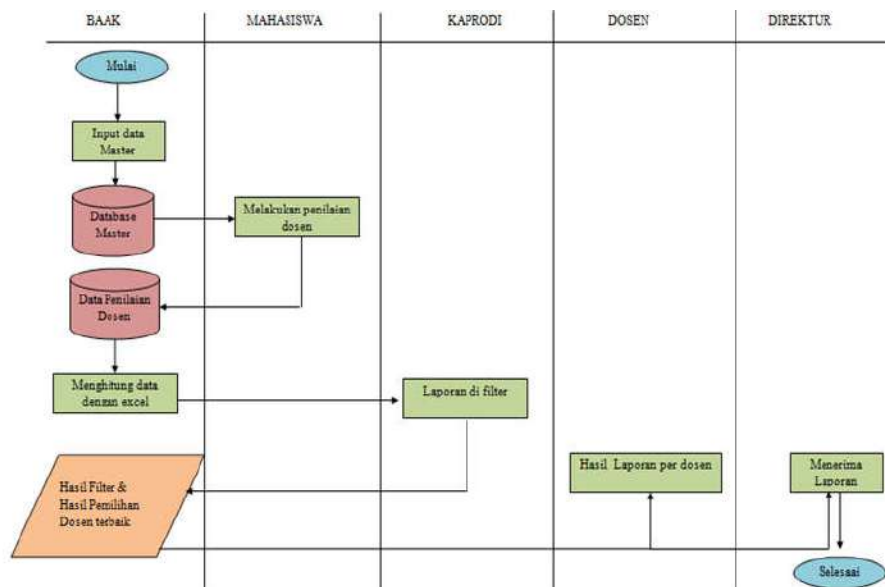 BAAK
MAHASISWA
KAPRODI
DOSEN
DIREKTUR
Mulai
Input data
Master
Database
Master
Melakukan penilaian
dosen
Data Penilaian
Dosen
Menghitung data
dengan excel
Laporan di filter
Hasil Filter &
Hasil Pemilihan
Dosen terbaik
Hasil Laporan per dosen
Menerima
Laporan
Selesaai